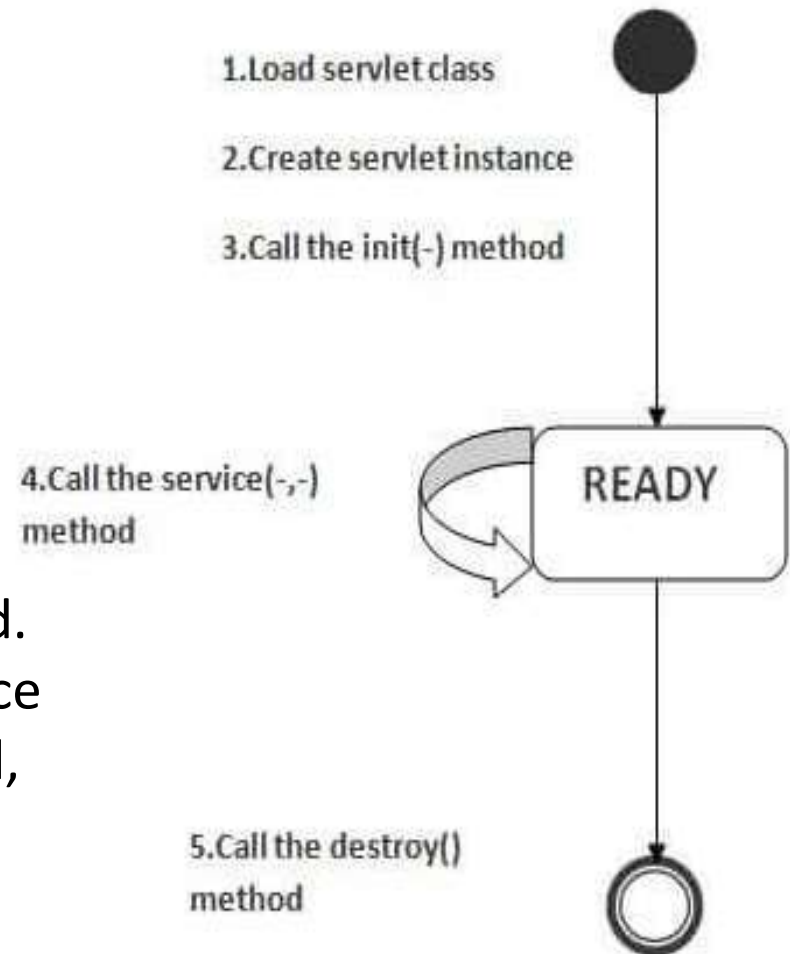 1.Load servlet class
2.Create servlet instance
3.Call the init(-) method
4.Call the service(-,-)
method
READY
5.Call the destroy()
method